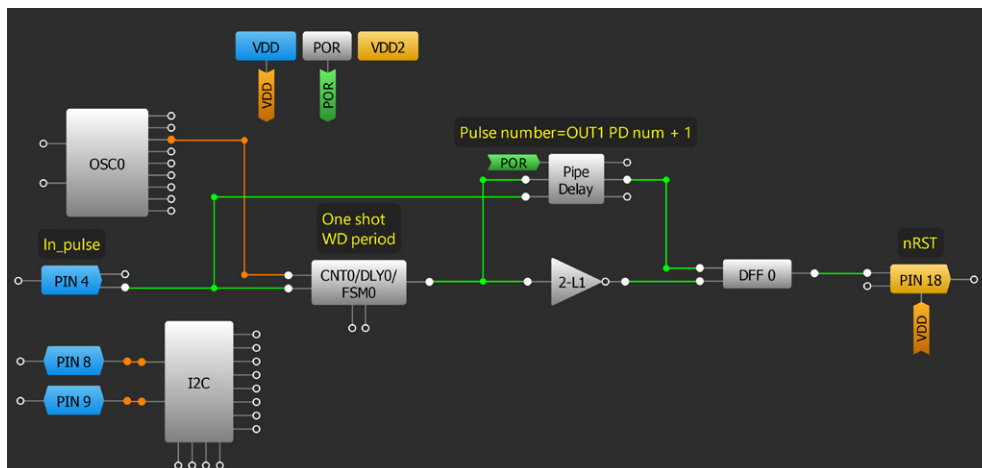 VDD
POR
VDD2
VDD
POR
OSC0
Pulse number=OUT1 PD num + 1
POR
Pipe
Delay
One shot
WD period
In_pulse
nRST
PIN 4
CNT0/DLY0/
FSM0
2-L1
DFF 0
PIN 18
VDD
PIN 8
PIN 9
I2C